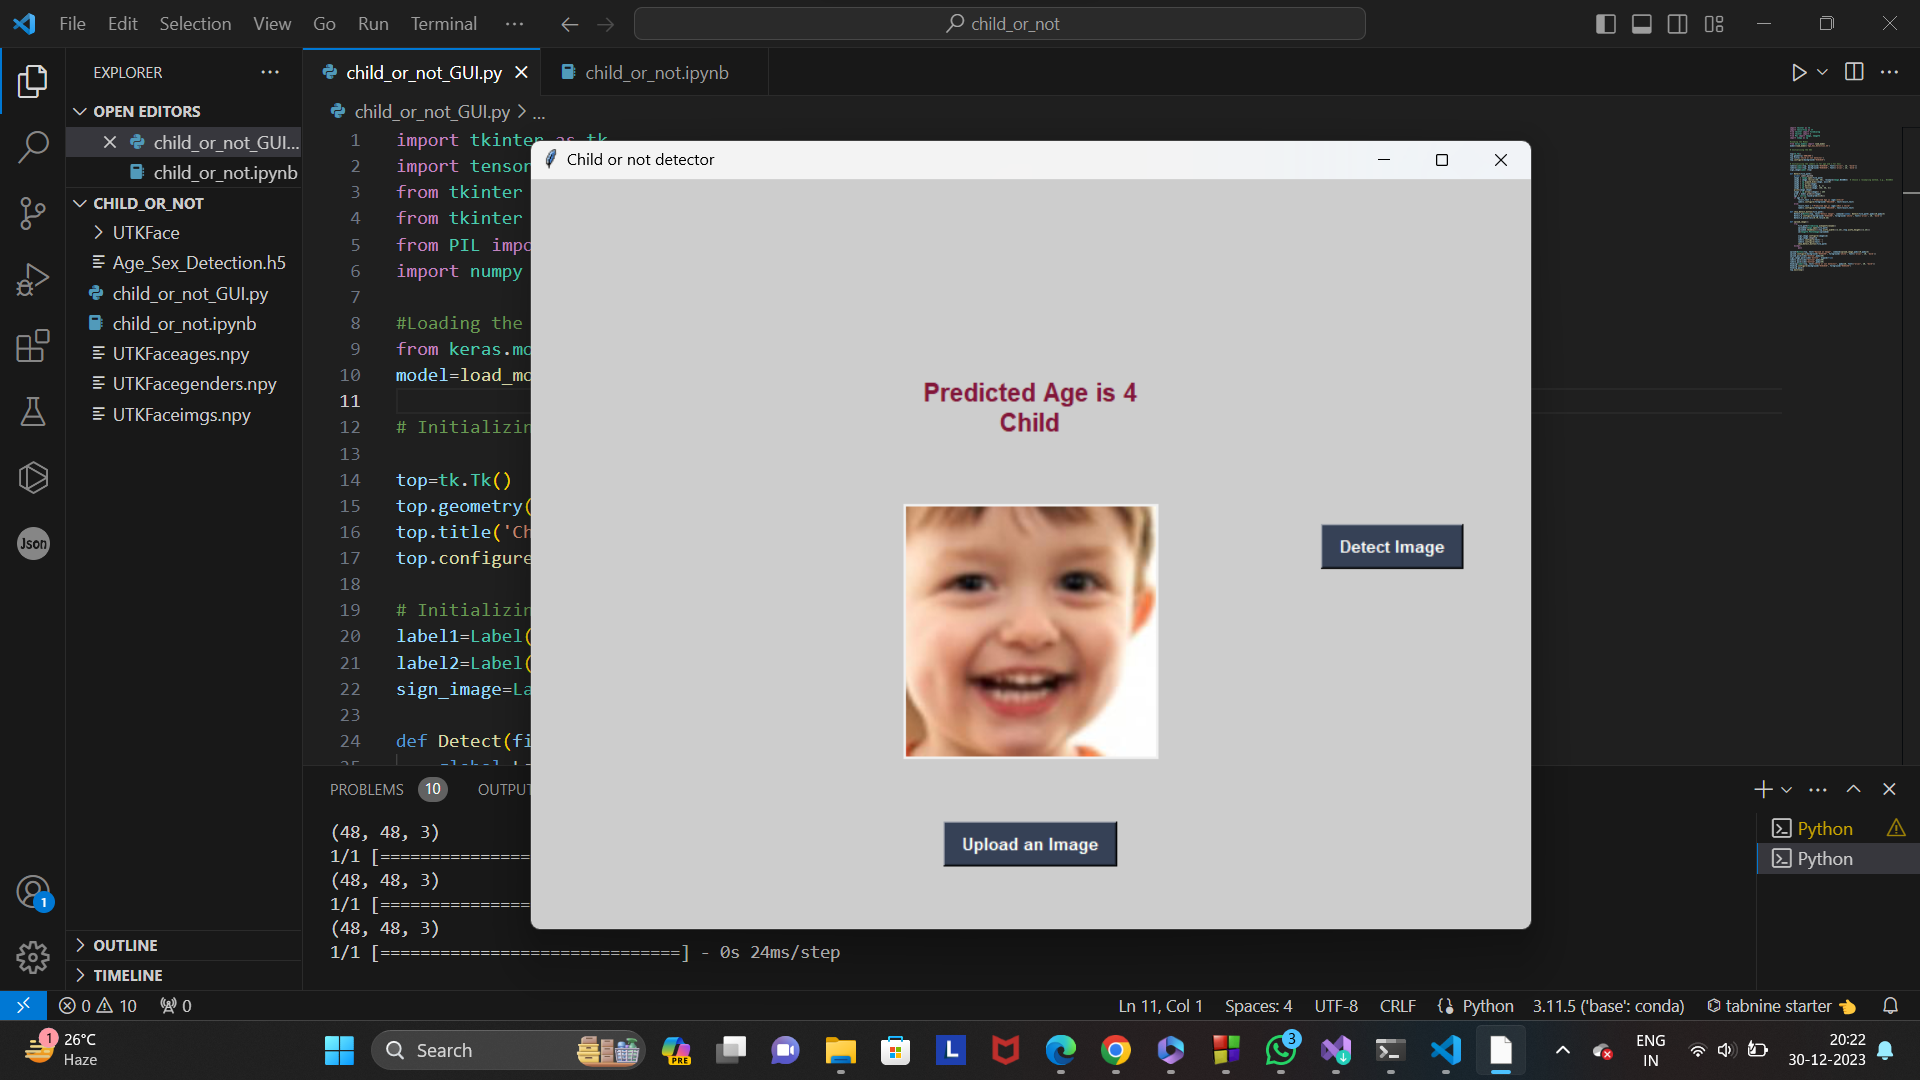 File Edit Selection View Go Run Terminal ...
child_or_not
EXPLORER
OPEN EDITORS
child_or_not_GUI...
child_or_not.ipynb
CHILD_OR_NOT
UTKFace
Age_Sex_Detection.h5
child_or_not_GUI.py
child_or_not.ipynb
UTKFaceages.npy
UTKFacegenders.npy
UTKFaceimgs.npy
OUTLINE
TIMELINE
Json
1
child_or_not_GUI.py
child_or_not.ipynb
child_or_not_GUI.py > ...
1 import tkinter as tk
2 import tensor
3 from tkinter
4 from tkinter
5 from PIL impo
6 import numpy
7
8 #Loading the
9 from keras.mo
10 model=load_mo
11
12 # Initializin
13
14 top=tk.Tk()
15 top.geometry(
16 top.title('Ch
17 top.configure
18
19 # Initializin
20 label1=Label(
21 label2=Label(
22 sign_image=La
23
24 def Detect(fi
Child or not detector
Predicted Age is 4
Child
Detect Image
Upload an Image
PROBLEMS 10 OUTPU
(48, 48, 3)
1/1 [===============
(48, 48, 3)
1/1 [===============
(48, 48, 3)
1/1 [==============================] - 0s 24ms/step
Python
Python
0 10 0
Ln 11, Col 1 Spaces: 4 UTF-8 CRLF Python 3.11.5 ('base': conda) tabnine starter
1
26°C
Haze
Search
PRE
L
3
ENG
IN
20:22
30-12-2023